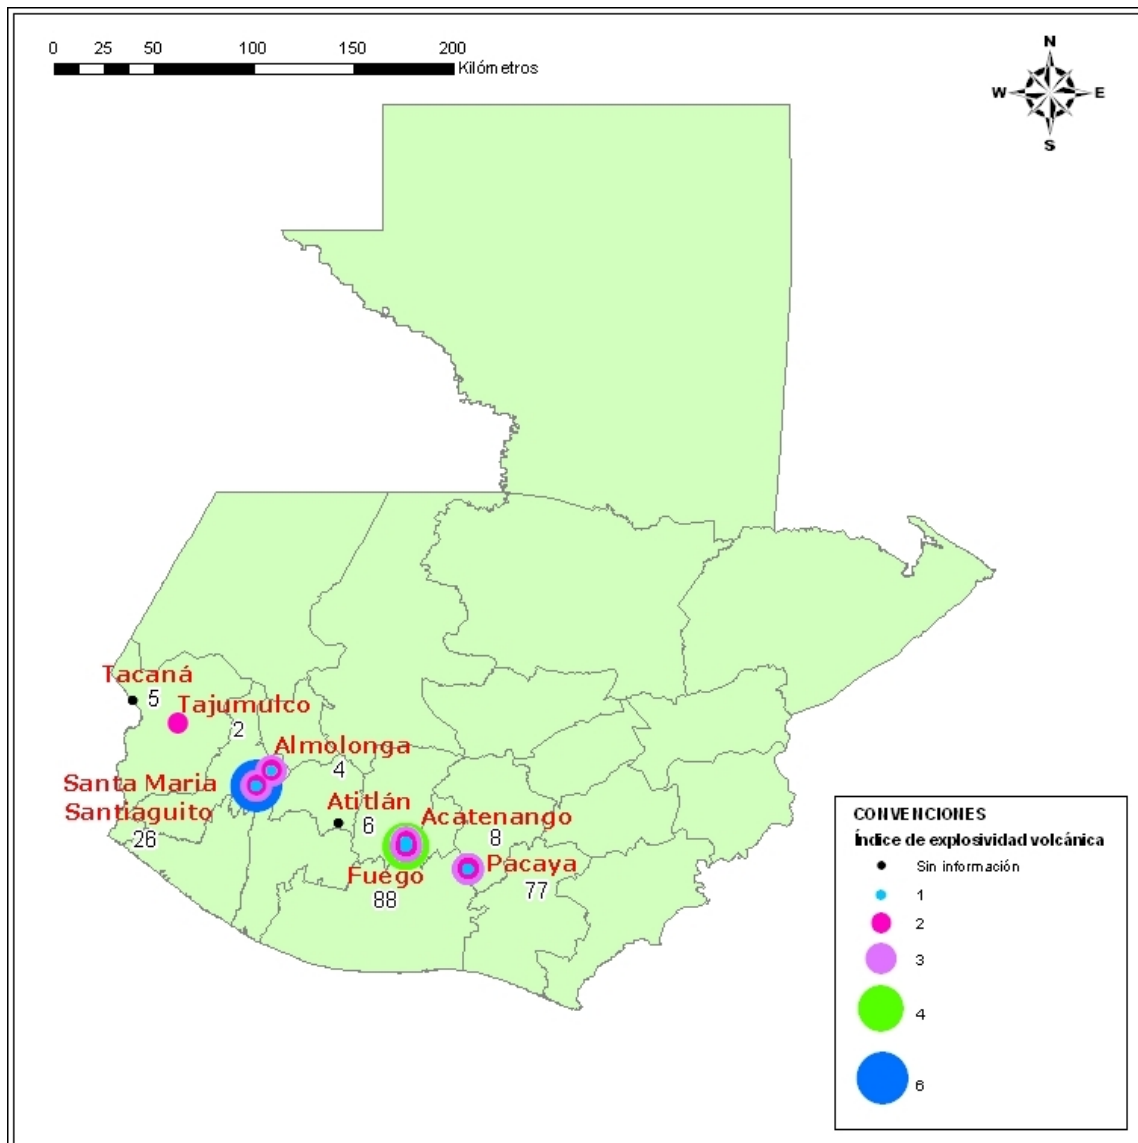 0 25 50 100 150 200
Kilómetros
N
W E
S
Tacaná
5
Tajumulco
2
Almolonga
4
Santa Maria
Santiaguito
26
Atitlán
6
Acatenango
8
Fuego
88
Pacaya
77
CONVENCIONES
Índice de explosividad volcánica
Sin información
1
2
3
4
6